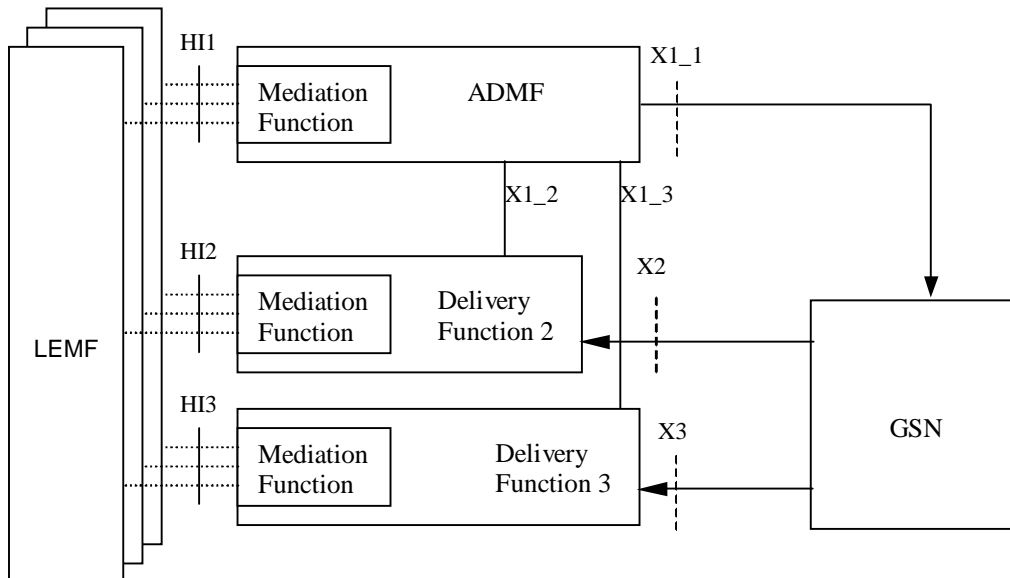 HI1
X1_1
Mediation
Function
ADMF
X1_2
X1_3
HI2
X2
Mediation
Function
Delivery
Function 2
LEMF
HI3
X3
GSN
Mediation
Function
Delivery
Function 3